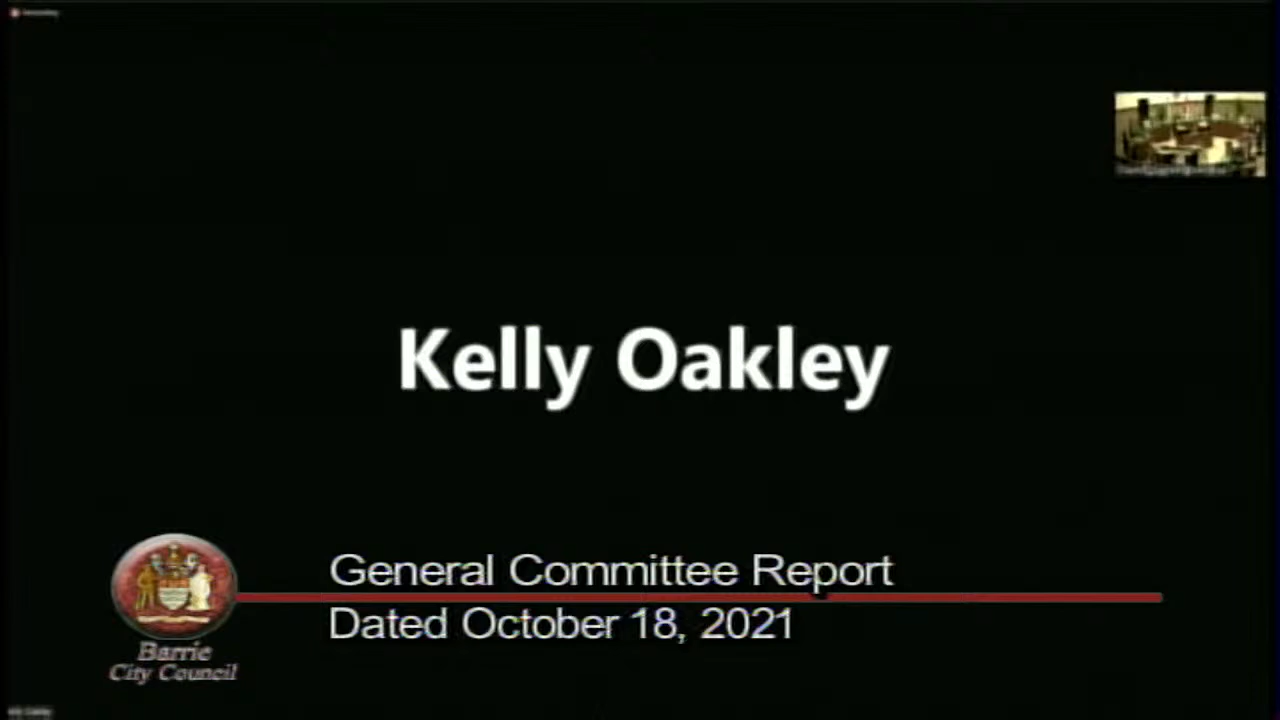 Kelly Oakley
General Committee Report
Dated October 18, 2021
Barrie
City Council